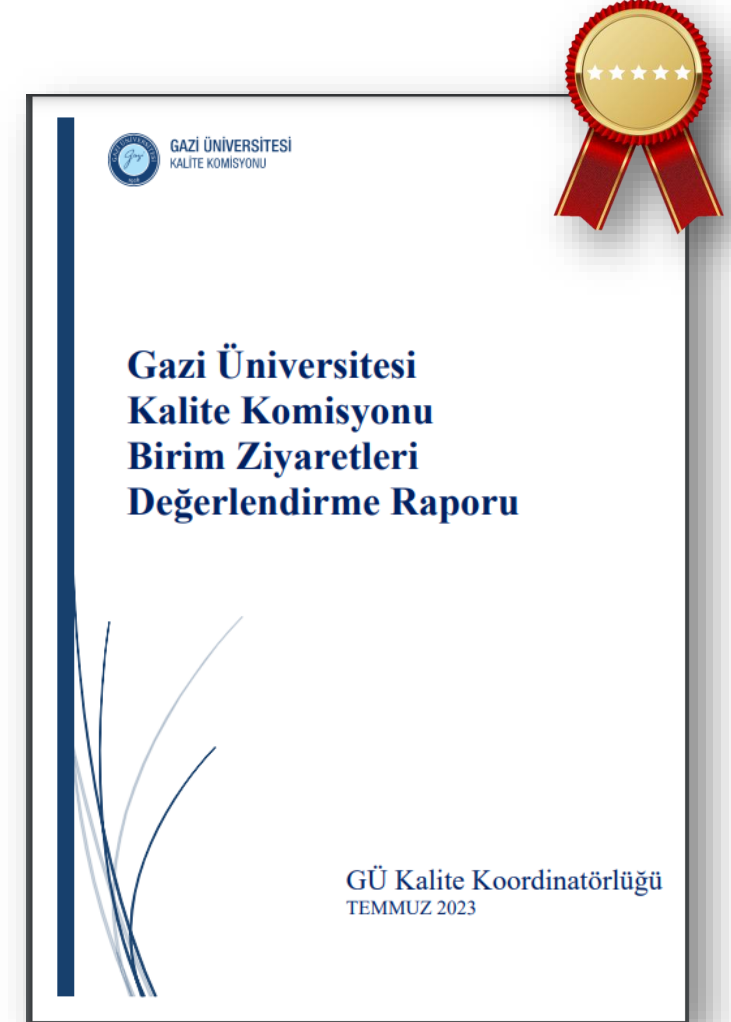 GAZİ ÜNİVERSİTESİ
KALİTE KOMİSYONU
Gazi Üniversitesi
Kalite Komisyonu
Birim Ziyaretleri
Değerlendirme Raporu
GÜ Kalite Koordinatörlüğü
TEMMUZ 2023